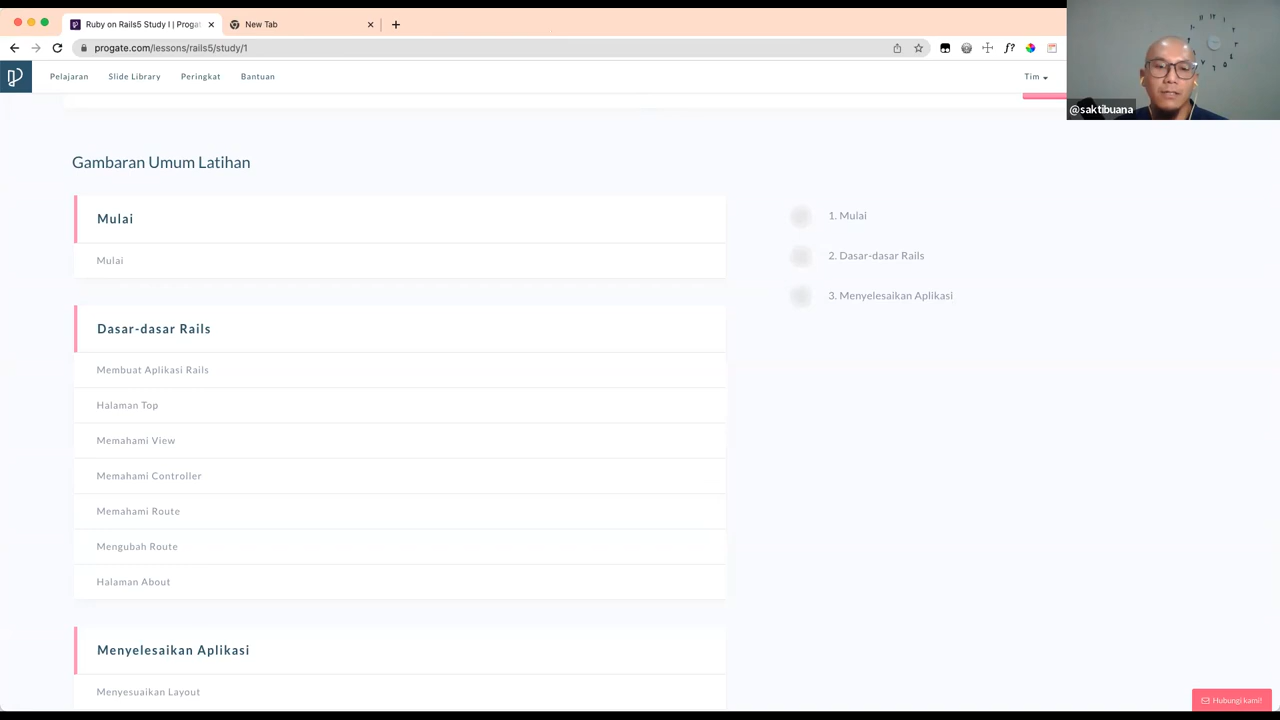 Ruby on Rails5 Study I | Progat
New Tab
progate.com/lessons/rails5/study/1
Pelajaran
Slide Library
Peringkat
Bantuan
Tim
@saktibuana
Gambaran Umum Latihan
Mulai
Mulai
Dasar-dasar Rails
Membuat Aplikasi Rails
Halaman Top
Memahami View
Memahami Controller
Memahami Route
Mengubah Route
Halaman About
Menyelesaikan Aplikasi
Menyesuaikan Layout
1. Mulai
2. Dasar-dasar Rails
3. Menyelesaikan Aplikasi
Hubungi kami!